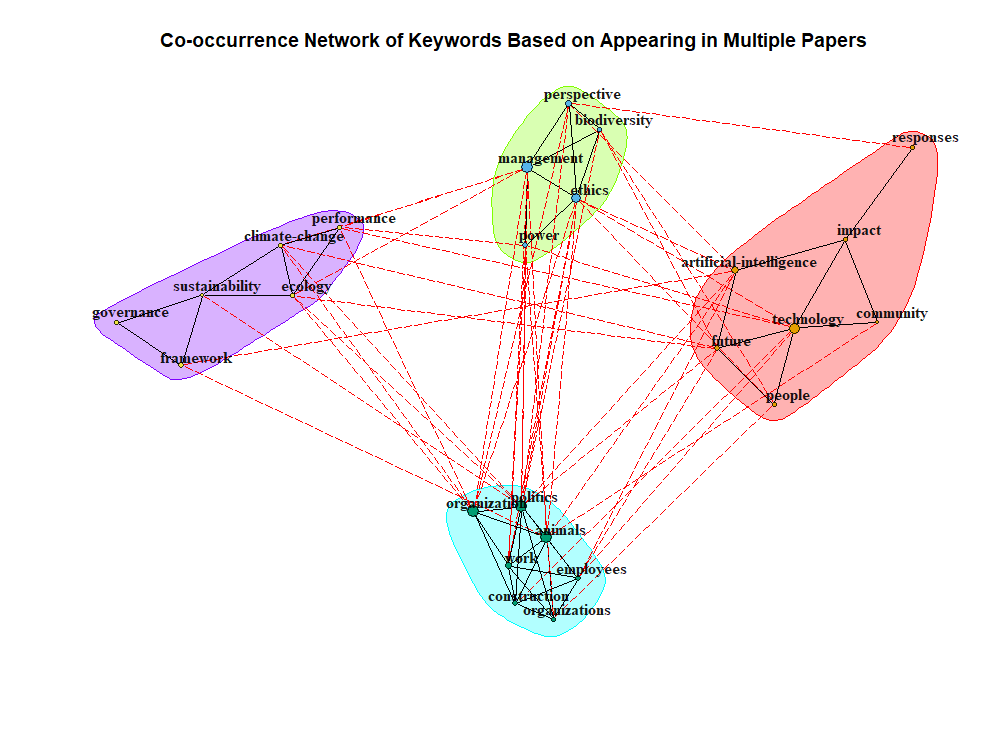 Co-occurrence Network of Keywords Based on Appearing in Multiple Papers
perspective
biodiversity
responses
management
ethics
performance
power
impact
climate-change
artificial-intelligence
sustainability
ecology
governance
community
technology
future
framework
people
politics
organization
animals
work
employees
construction
organizations